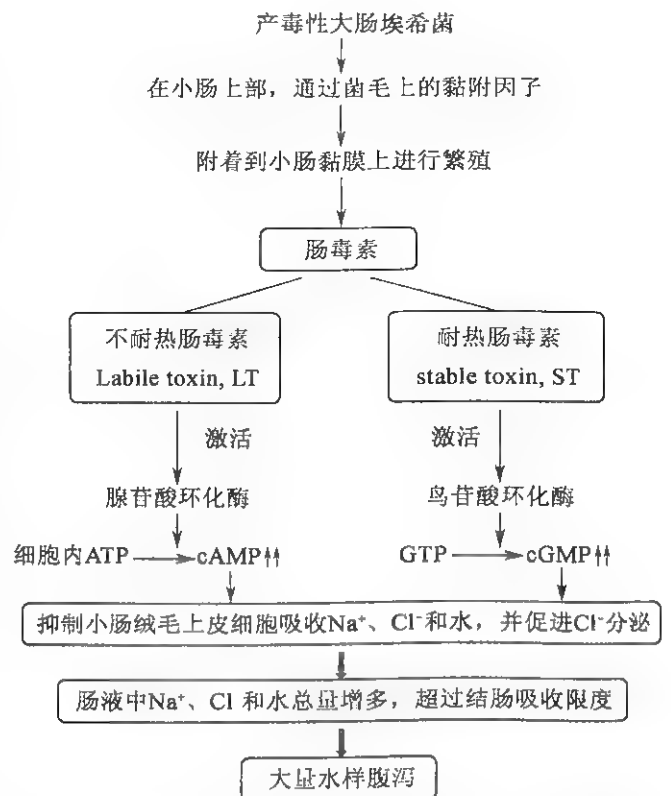 产毒性大肠埃希菌
在小肠上部，通过菌毛上的黏附因子
附着到小肠黏膜上进行繁殖
肠毒素
不耐热肠毒素
Labile toxin, LT
耐热肠毒素
stable toxin, ST
激活
激活
腺苷酸环化酶
鸟苷酸环化酶
细胞内ATP cAMP⇈
GTP cGMP⇈
抑制小肠绒毛上皮细胞吸收Na⁺、Cl⁻和水，并促进Cl⁻分泌
肠液中Na⁺、Cl 和水总量增多，超过结肠吸收限度
大量水样腹泻